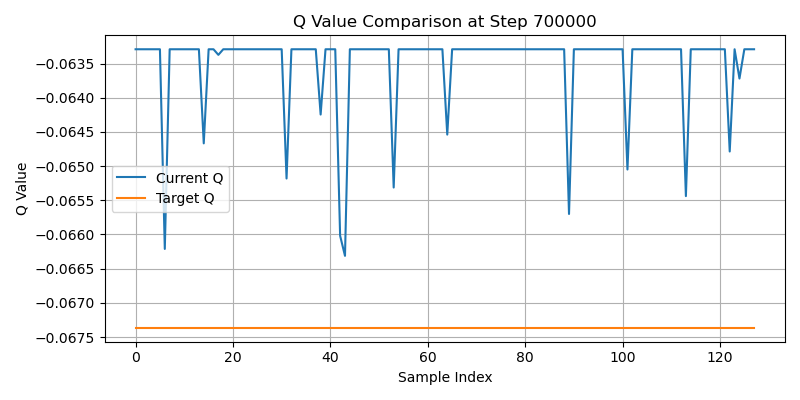 Q Value Comparison at Step 700000
Q Value
−0.0635
−0.0640
−0.0645
−0.0650
−0.0655
−0.0660
−0.0665
−0.0670
−0.0675
Current Q
Target Q
0 20 40 60 80 100 120
Sample Index